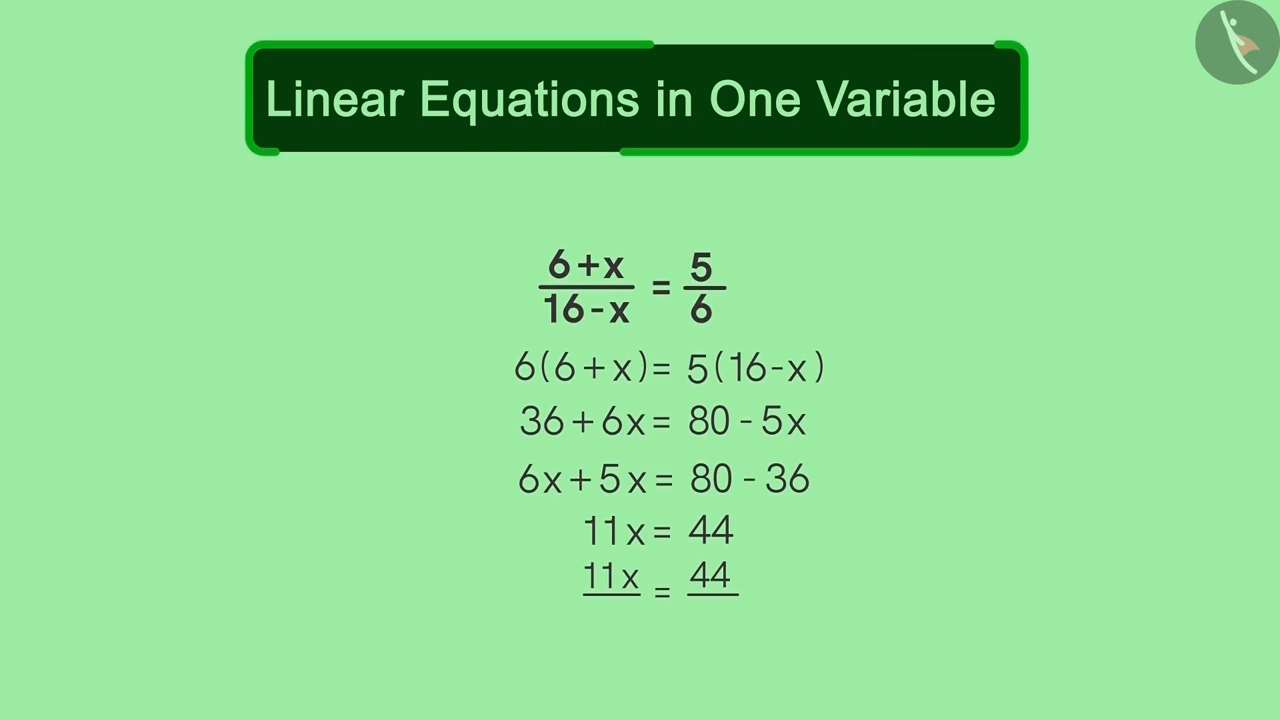 Linear Equations in One Variable
6+x / 16-x = 5 / 6
6(6+x)= 5(16-x)
36+6x= 80-5x
6x+5x= 80-36
11x= 44
11x = 44